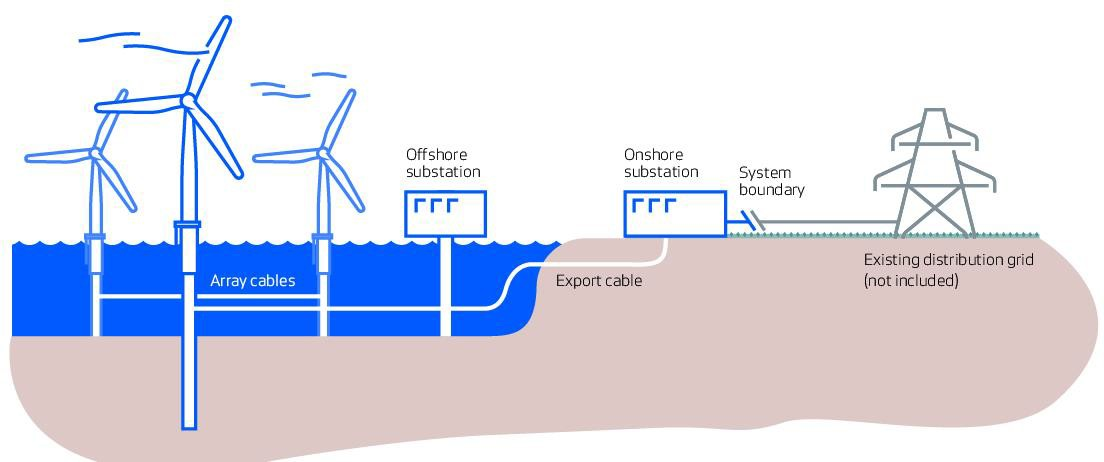 Offshore
substation
Onshore
substation
System
boundary
Array cables
Export cable
Existing distribution grid
(not included)